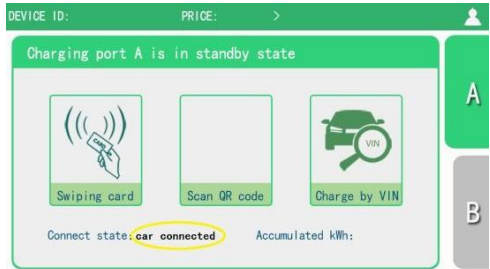 DEVICE ID: PRICE: >
Charging port A is in standby state
A
VIN
Swiping card Scan QR code Charge by VIN
B
Connect state: car connected Accumulated kWh: